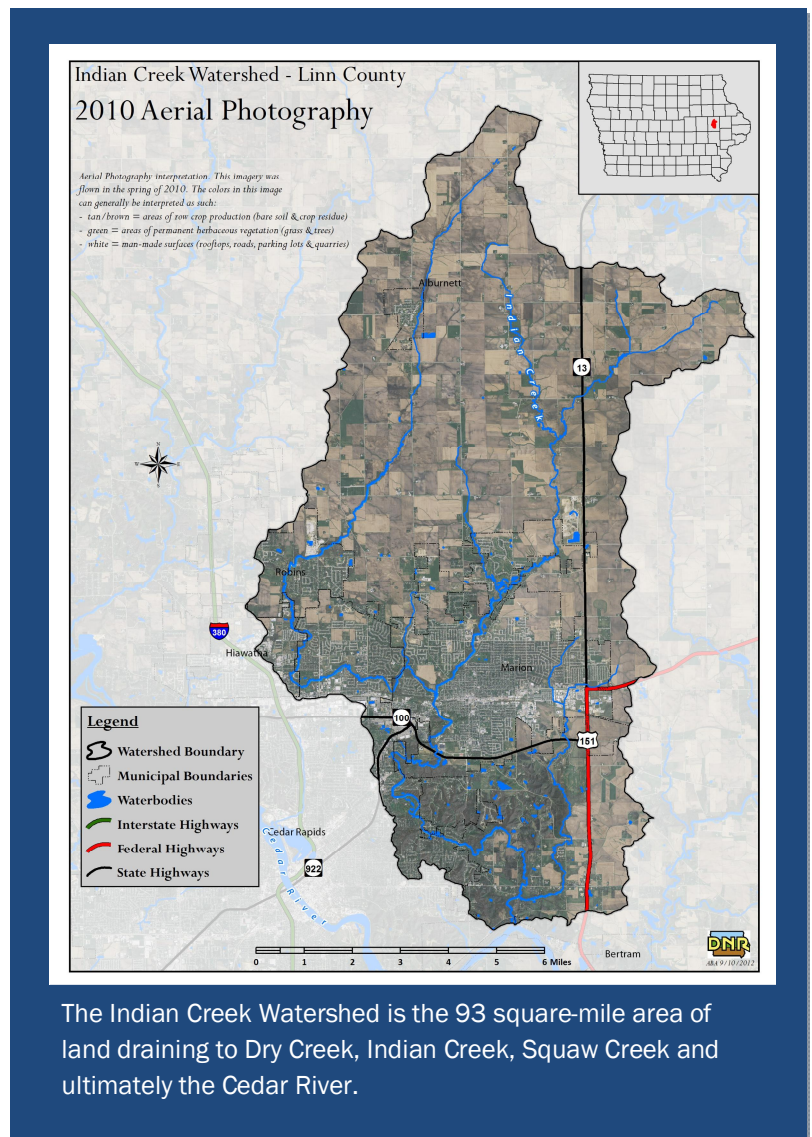 Indian Creek Watershed - Linn County
2010 Aerial Photography
Aerial Photography interpretation. This imagery was
flown in the spring of 2010. The colors in this image
can generally be interpreted as such:
- tan/brown = areas of row crop production (bare soil & crop residue)
- green = areas of permanent herbaceous vegetation (grass & trees)
- white = man-made surfaces (rooftops, roads, parking lots & quarries)
Alburnett
Indian Creek
13
N
W
E
S
Robins
380
Hiawatha
Marion
100
151
Legend
Watershed Boundary
Municipal Boundaries
Waterbodies
Interstate Highways
Federal Highways
State Highways
Cedar Rapids
Cedar River
922
0 1 2 3 4 5 6 Miles
Bertram
DNR
ABA 9/10/2012
The Indian Creek Watershed is the 93 square-mile area of
land draining to Dry Creek, Indian Creek, Squaw Creek and
ultimately the Cedar River.